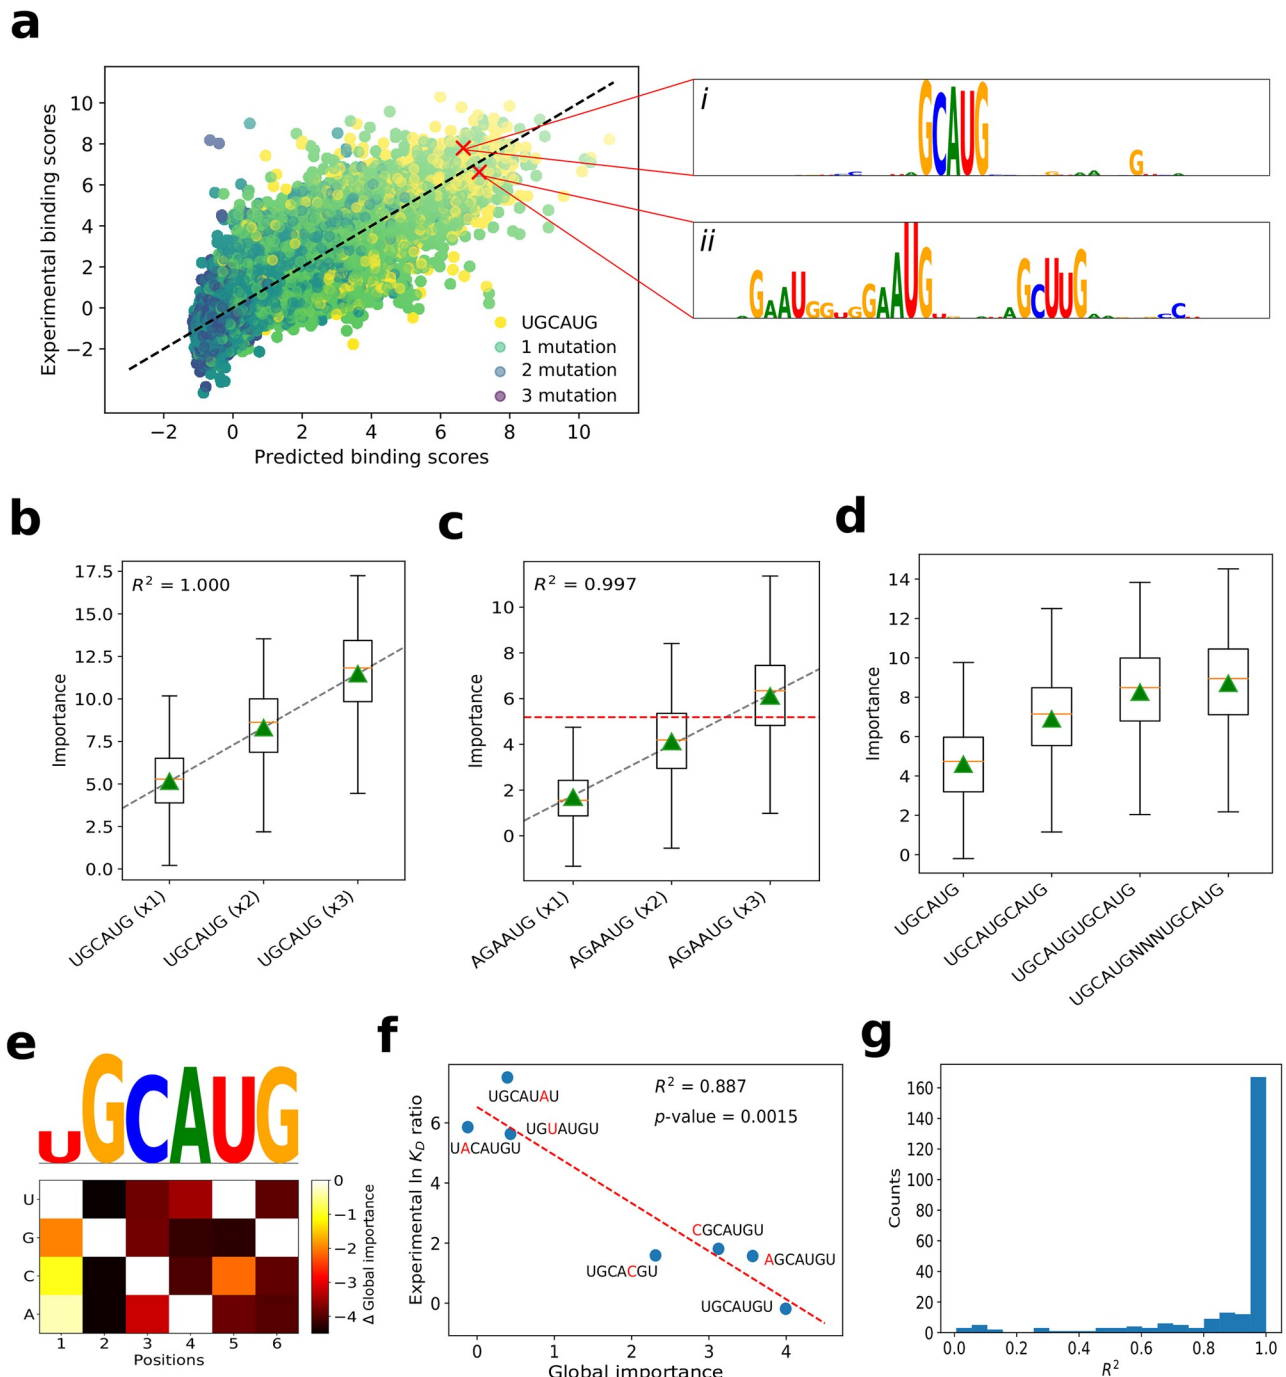 a
Experimental binding scores
10
8
6
4
2
0
−2
−2
0
2
4
6
8
10
Predicted binding scores
UGCAUG
1 mutation
2 mutation
3 mutation
i
GCAUG
G
ii
GAAUGGUGGAAUG
AGCUUG
C
b
Importance
17.5
15.0
12.5
10.0
7.5
5.0
2.5
0.0
R² = 1.000
UGCAUG (x1)
UGCAUG (x2)
UGCAUG (x3)
c
Importance
10
8
6
4
2
0
R² = 0.997
AGAAUG (x1)
AGAAUG (x2)
AGAAUG (x3)
d
Importance
14
12
10
8
6
4
2
0
UGCAUG
UGCAUGCAUG
UGCAUGUGCAUG
UGCAUGNNNUGCAUG
e
UGCAUG
U
G
C
A
1
2
3
4
5
6
Positions
0
−1
−2
−3
−4
Δ Global importance
f
Experimental ln K_D ratio
6
4
2
0
R² = 0.887
p-value = 0.0015
UGCAUAU
UGUAUGU
UACAUGU
CGCAUGU
AGCAUGU
UGCACGU
UGCAUGU
0
1
2
3
4
Global importance
g
Counts
160
140
120
100
80
60
40
20
0
0.0
0.2
0.4
0.6
0.8
1.0
R²